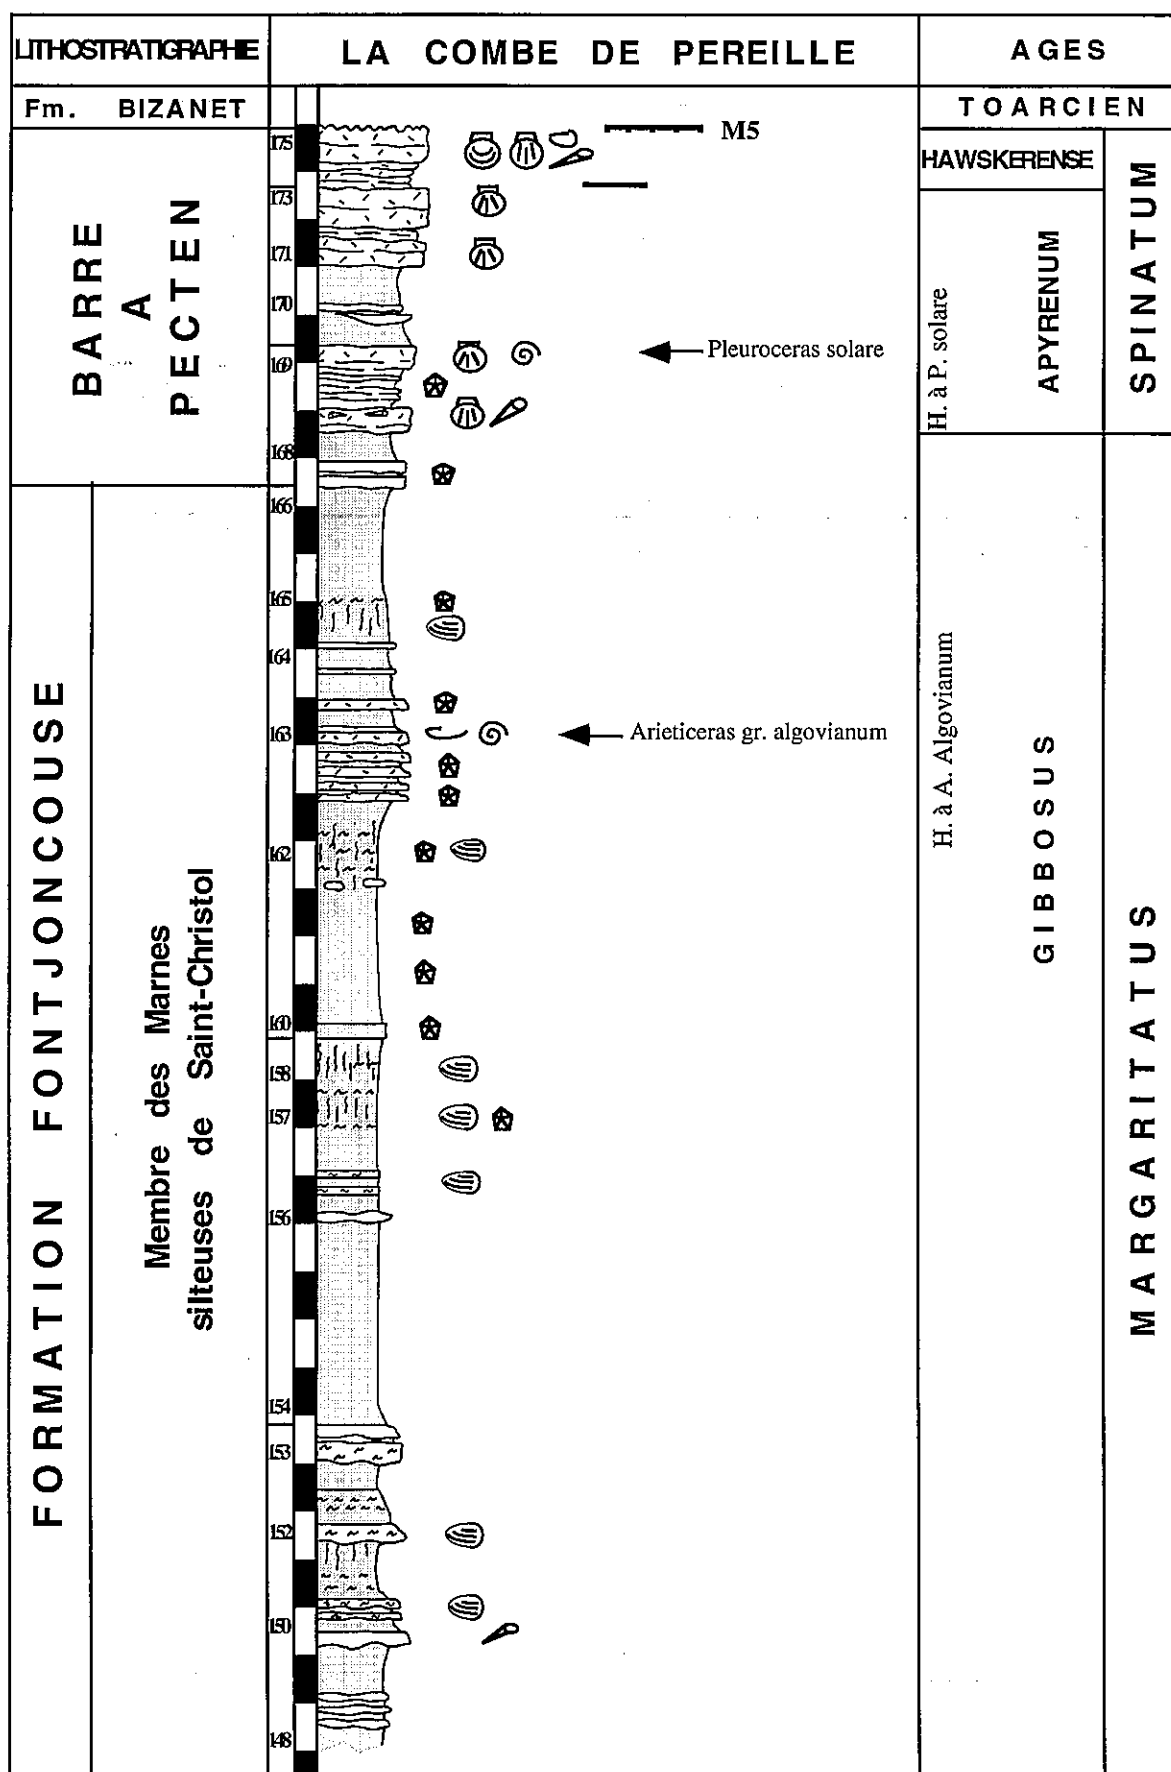 LITHOSTRATIGRAPHIE
LA COMBE DE PEREILLE
AGES
Fm. BIZANET
TOARCIEN
175
M5
HAWSKERENSE
173
171
170
169
Pleuroceras solare
168
166
165
164
163
Arieticeras gr. algovianum
162
160
158
157
156
154
153
152
150
148
BARRE
A
PECTEN
FORMATION FONTJONCOUSE
Membre des Marnes
silteuses de Saint-Christol
H. à P. solare
APYRENUM
SPINATUM
H. à A. Algovianum
GIBBOSUS
MARGARITATUS